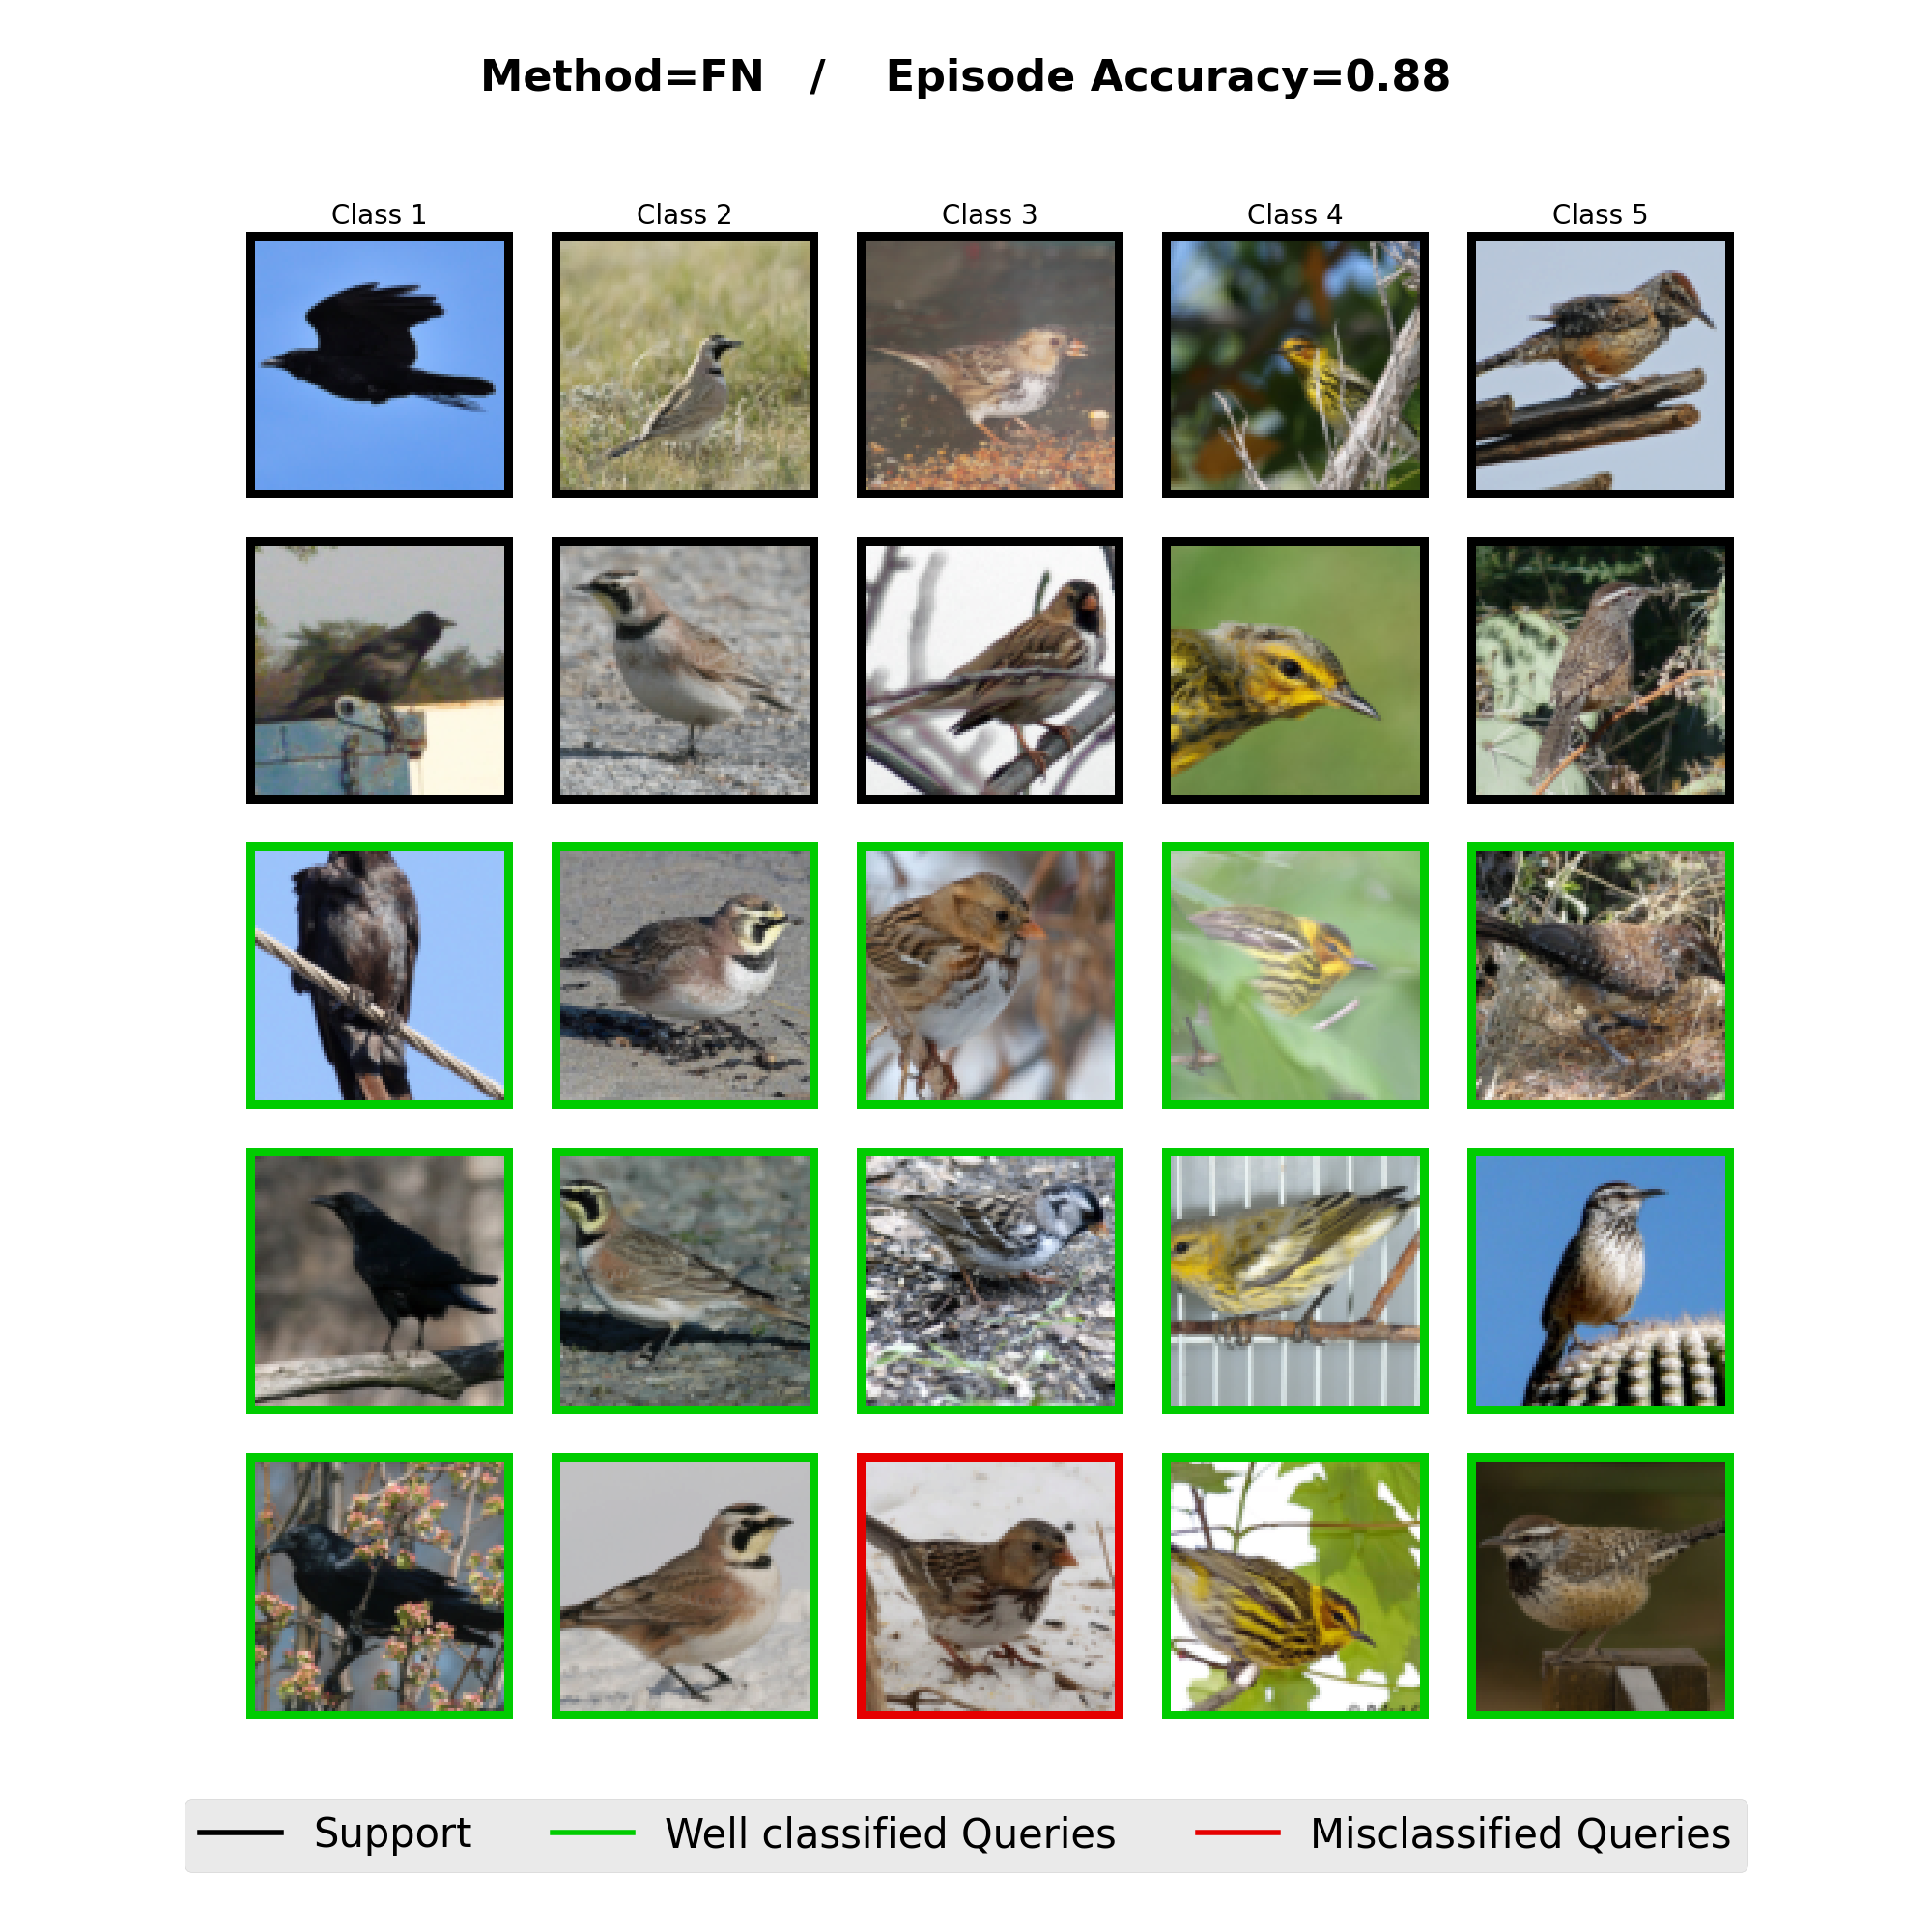 Method=FN / Episode Accuracy=0.88
Class 1 Class 2 Class 3 Class 4 Class 5
Support Well classified Queries Misclassified Queries